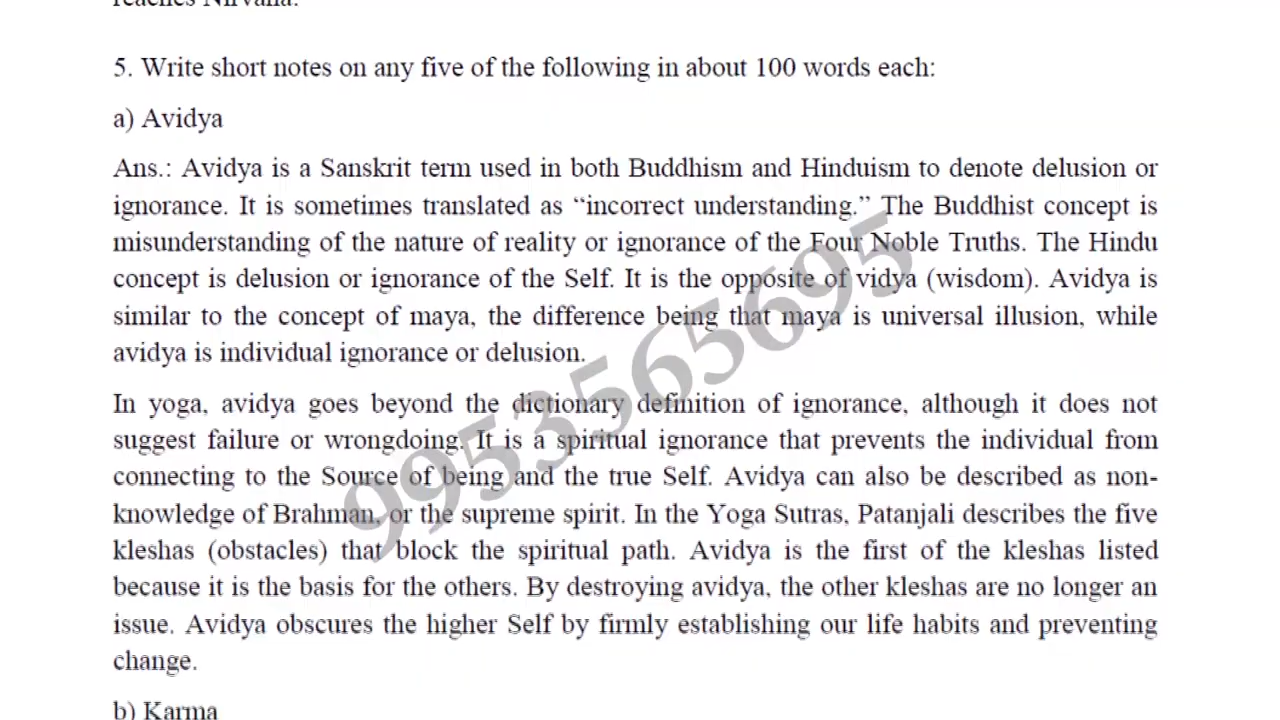 reaches Nirvana.
5. Write short notes on any five of the following in about 100 words each:
a) Avidya
Ans.: Avidya is a Sanskrit term used in both Buddhism and Hinduism to denote delusion or
ignorance. It is sometimes translated as “incorrect understanding.” The Buddhist concept is
misunderstanding of the nature of reality or ignorance of the Four Noble Truths. The Hindu
concept is delusion or ignorance of the Self. It is the opposite of vidya (wisdom). Avidya is
similar to the concept of maya, the difference being that maya is universal illusion, while
avidya is individual ignorance or delusion.
In yoga, avidya goes beyond the dictionary definition of ignorance, although it does not
suggest failure or wrongdoing. It is a spiritual ignorance that prevents the individual from
connecting to the Source of being and the true Self. Avidya can also be described as non-
knowledge of Brahman, or the supreme spirit. In the Yoga Sutras, Patanjali describes the five
kleshas (obstacles) that block the spiritual path. Avidya is the first of the kleshas listed
because it is the basis for the others. By destroying avidya, the other kleshas are no longer an
issue. Avidya obscures the higher Self by firmly establishing our life habits and preventing
change.
b) Karma
9953565695